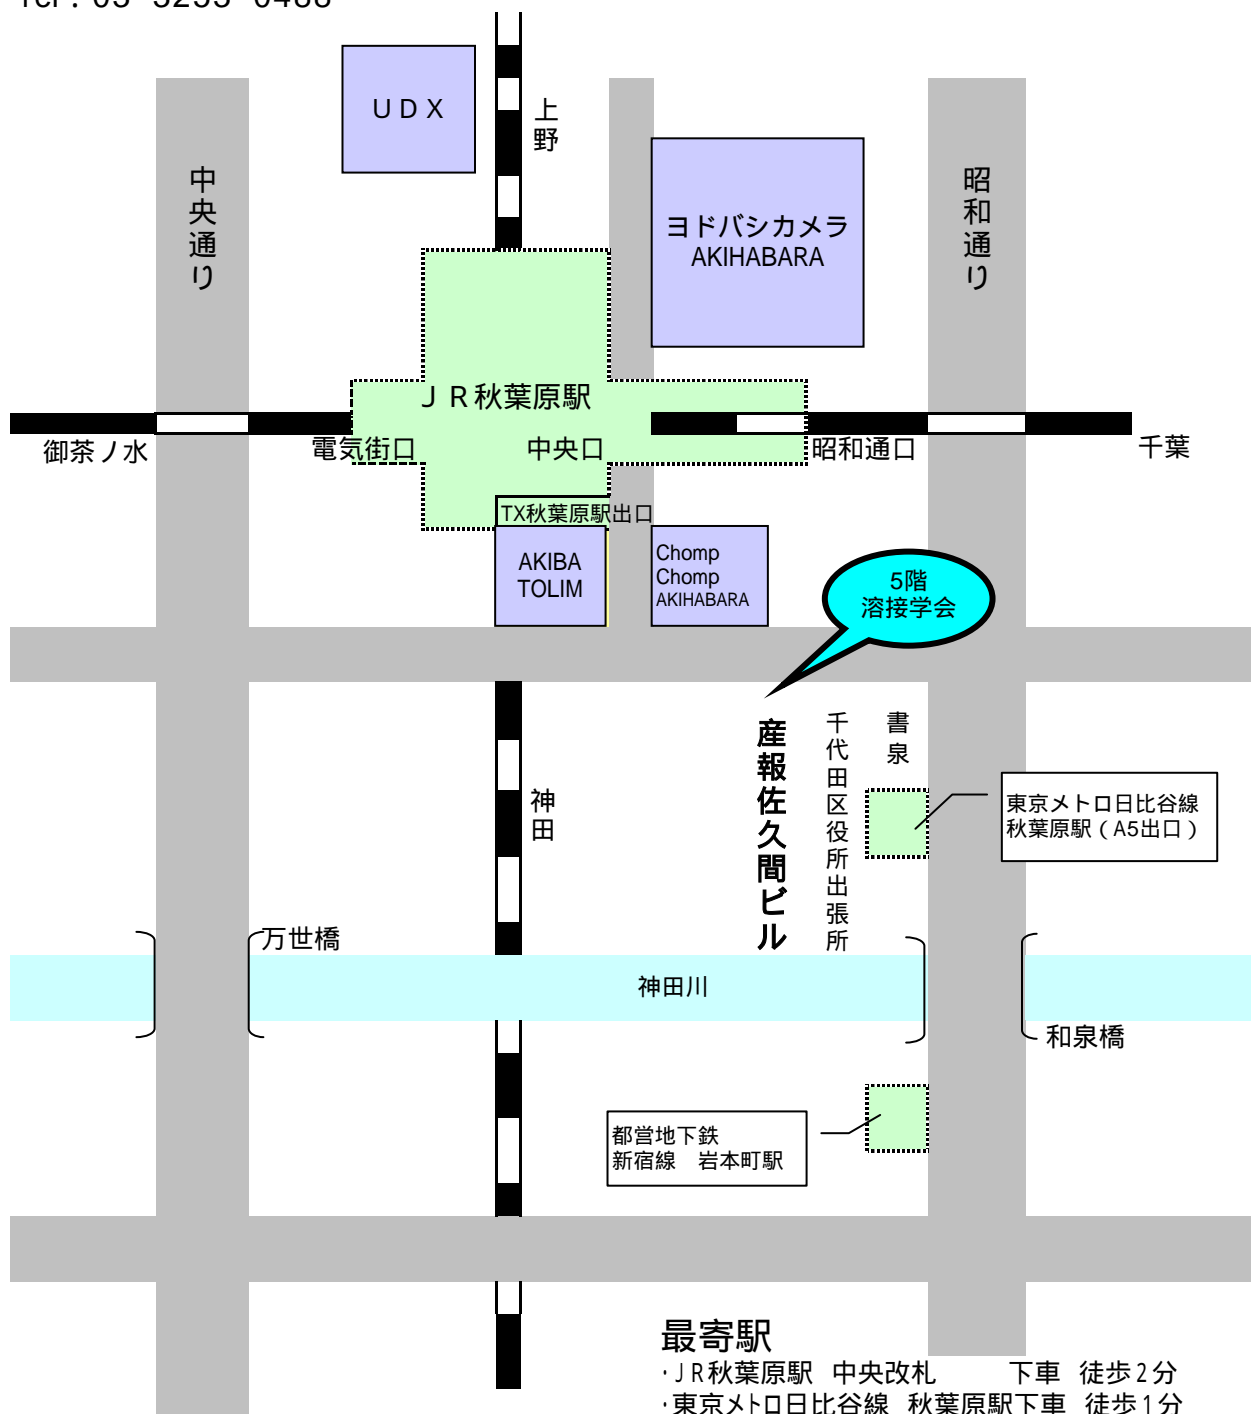 Tel：03-5295-0488
UDX
上野
中央通り
昭和通り
ヨドバシカメラ
AKIHABARA
ＪＲ秋葉原駅
御茶ノ水
電気街口
中央口
昭和通口
千葉
TX秋葉原駅出口
AKIBA
TOLIM
Chomp
Chomp
AKIHABARA
5階
溶接学会
産報佐久間ビル
千代田区役所出張所
書泉
神田
東京メトロ日比谷線
秋葉原駅（A5出口）
万世橋
神田川
和泉橋
都営地下鉄
新宿線　岩本町駅
最寄駅
・ＪＲ秋葉原駅 中央改札　　下車 徒歩2分
・東京メトロ日比谷線 秋葉原駅下車 徒歩1分